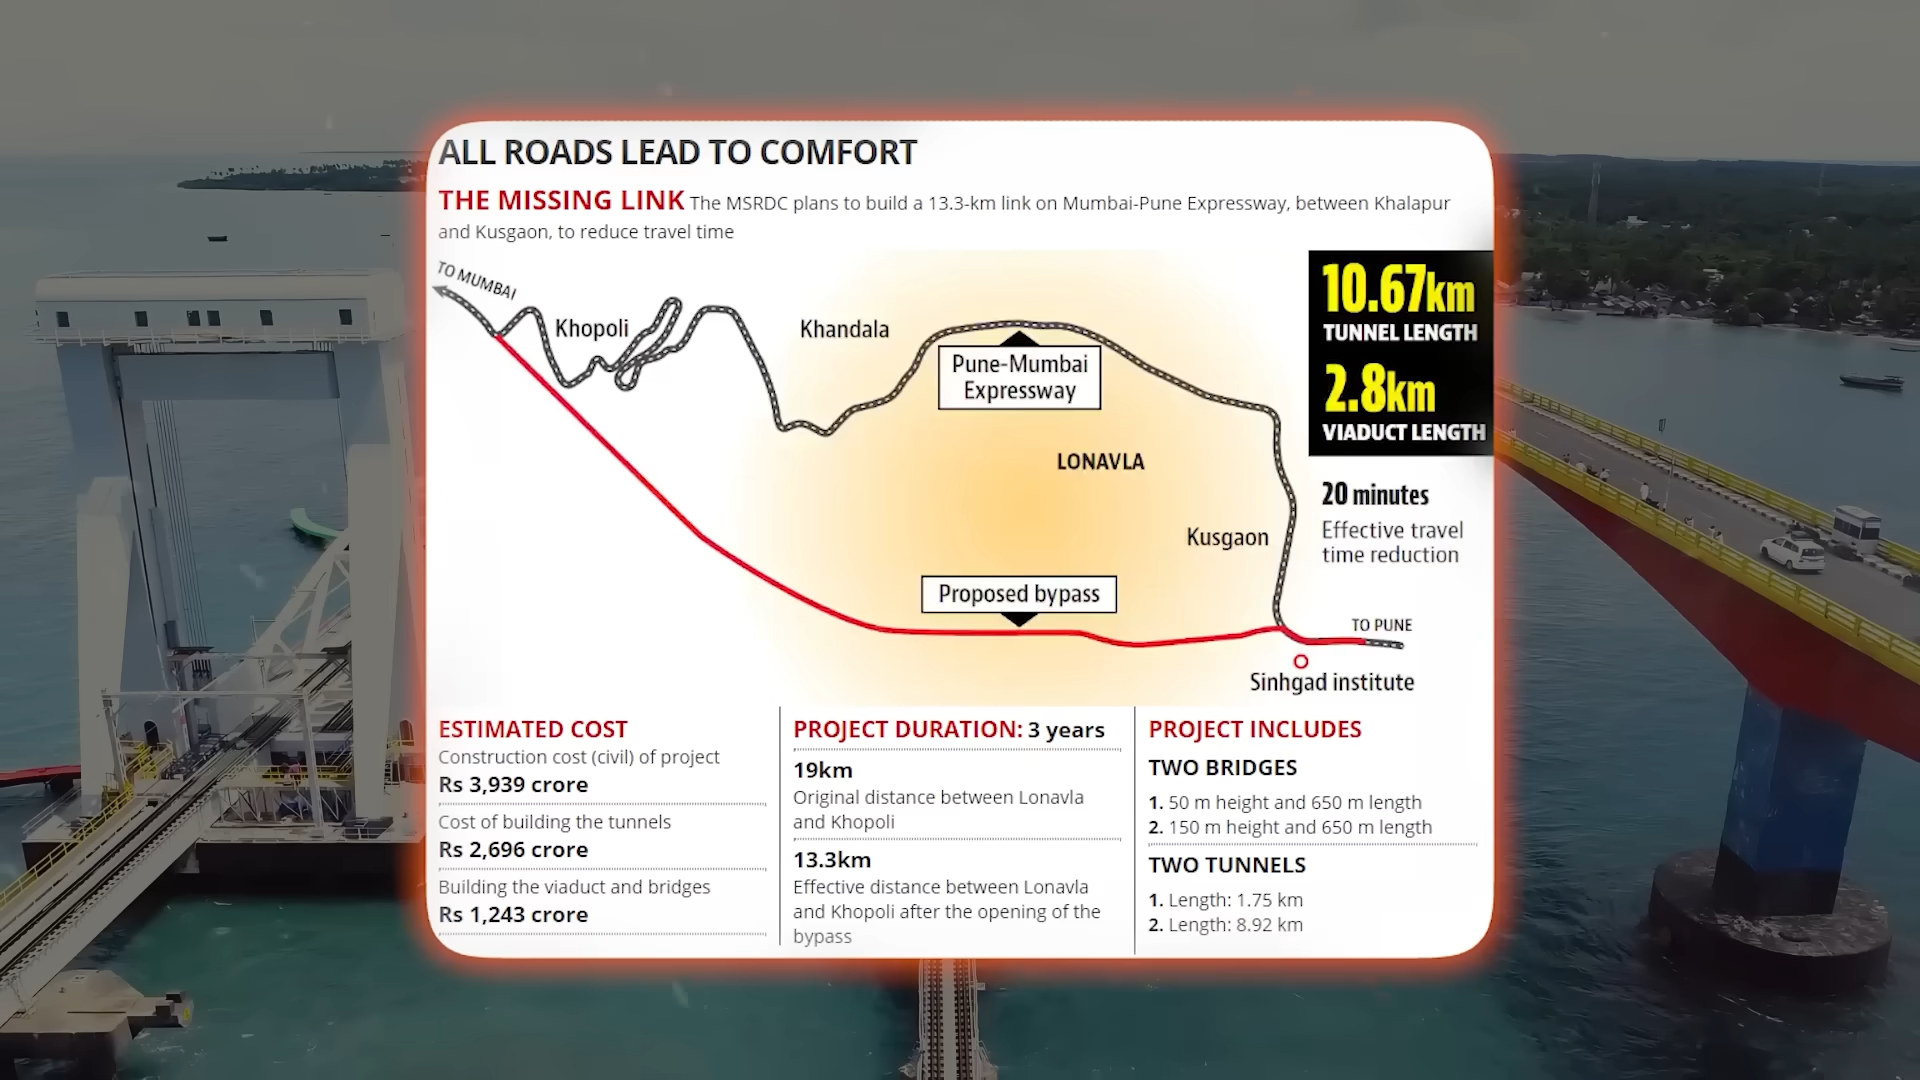 ALL ROADS LEAD TO COMFORT
THE MISSING LINK The MSRDC plans to build a 13.3-km link on Mumbai-Pune Expressway, between Khalapur
and Kusgaon, to reduce travel time
TO MUMBAI
Khopoli
Khandala
Pune-Mumbai
Expressway
LONAVLA
Kusgaon
Proposed bypass
TO PUNE
Sinhgad institute
10.67km
TUNNEL LENGTH
2.8km
VIADUCT LENGTH
20 minutes
Effective travel
time reduction
ESTIMATED COST
Construction cost (civil) of project
Rs 3,939 crore
Cost of building the tunnels
Rs 2,696 crore
Building the viaduct and bridges
Rs 1,243 crore
PROJECT DURATION: 3 years
19km
Original distance between Lonavla
and Khopoli
13.3km
Effective distance between Lonavla
and Khopoli after the opening of the
bypass
PROJECT INCLUDES
TWO BRIDGES
1. 50 m height and 650 m length
2. 150 m height and 650 m length
TWO TUNNELS
1. Length: 1.75 km
2. Length: 8.92 km